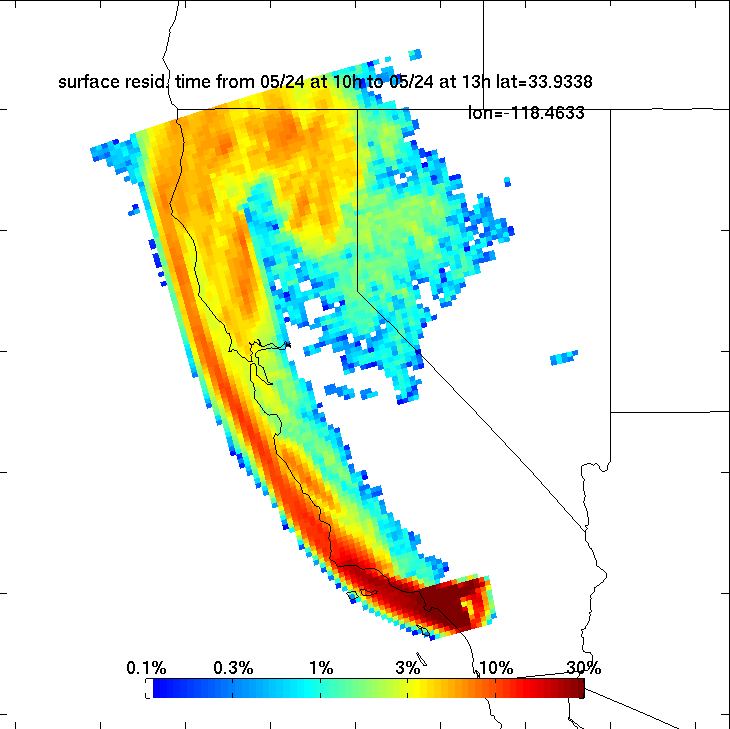 surface resid. time from 05/24 at 10h to 05/24 at 13h lat=33.9338
lon=-118.4633
0.1% 0.3% 1% 3% 10% 30%